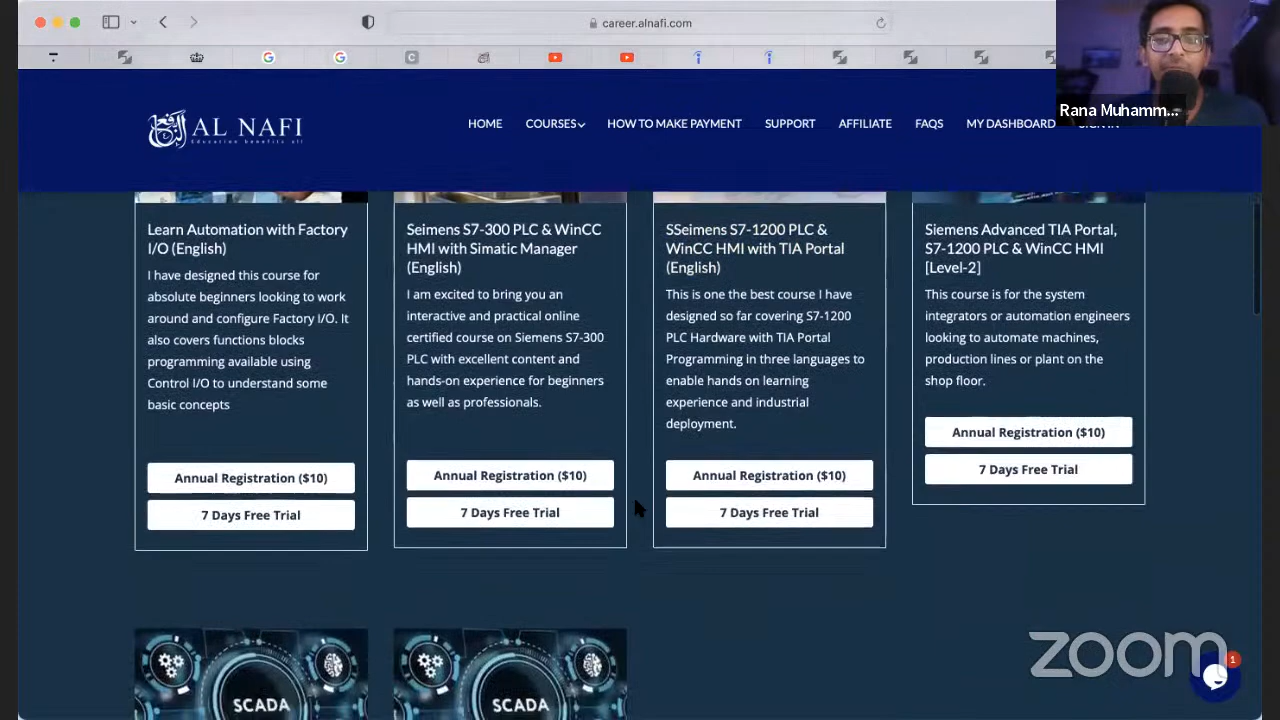 career.alnafi.com
Rana Muhamm...
AL NAFI
Education benefits all
HOME
COURSES
HOW TO MAKE PAYMENT
SUPPORT
AFFILIATE
FAQS
MY DASHBOARD
SIGN IN
Learn Automation with Factory
I/O (English)
I have designed this course for
absolute beginners looking to work
around and configure Factory I/O. It
also covers functions blocks
programming available using
Control I/O to understand some
basic concepts
Annual Registration ($10)
7 Days Free Trial
Seimens S7-300 PLC & WinCC
HMI with Simatic Manager
(English)
I am excited to bring you an
interactive and practical online
certified course on Siemens S7-300
PLC with excellent content and
hands-on experience for beginners
as well as professionals.
Annual Registration ($10)
7 Days Free Trial
SSeimens S7-1200 PLC &
WinCC HMI with TIA Portal
(English)
This is one the best course I have
designed so far covering S7-1200
PLC Hardware with TIA Portal
Programming in three languages to
enable hands on learning
experience and industrial
deployment.
Annual Registration ($10)
7 Days Free Trial
Siemens Advanced TIA Portal,
S7-1200 PLC & WinCC HMI
[Level-2]
This course is for the system
integrators or automation engineers
looking to automate machines,
production lines or plant on the
shop floor.
Annual Registration ($10)
7 Days Free Trial
SCADA
SCADA
zoom
1